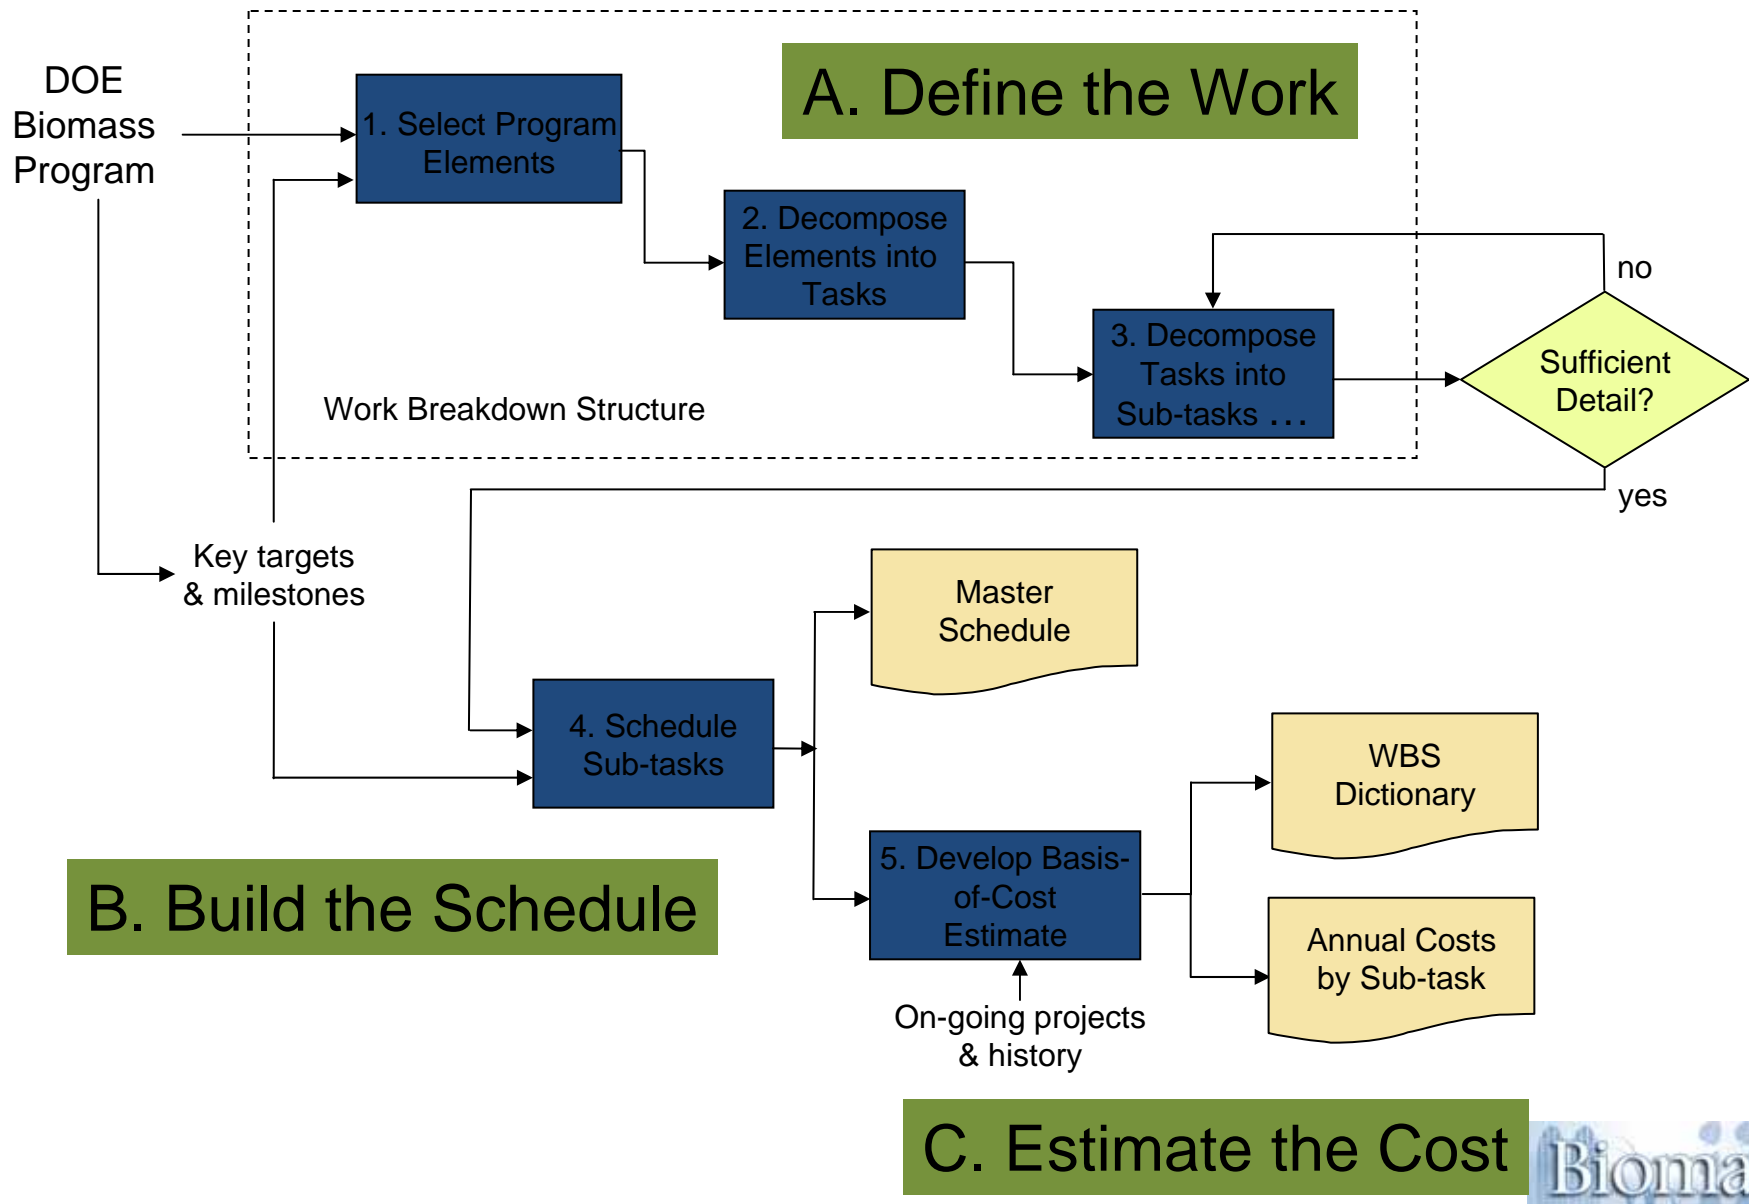 DOE
Biomass
Program
A. Define the Work
1. Select Program
Elements
2. Decompose
Elements into
Tasks
3. Decompose
Tasks into
Sub-tasks ...
no
Sufficient
Detail?
yes
Work Breakdown Structure
Key targets
& milestones
Master
Schedule
4. Schedule
Sub-tasks
WBS
Dictionary
5. Develop Basis-
of-Cost
Estimate
B. Build the Schedule
Annual Costs
by Sub-task
On-going projects
& history
C. Estimate the Cost
Bioma